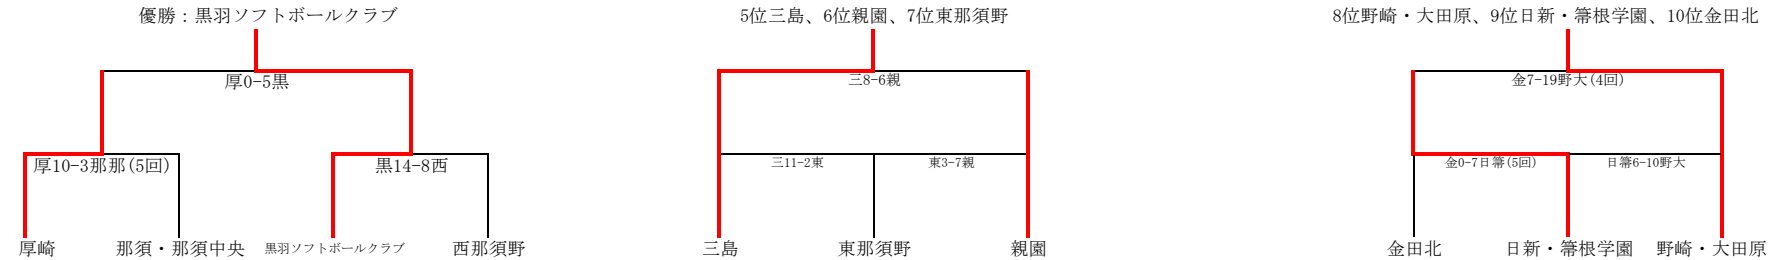 優勝：黒羽ソフトボールクラブ
厚0-5黒
厚10-3那那(5回)
黒14-8西
厚崎
那須・那須中央
黒羽ソフトボールクラブ
西那須野
5位三島、6位親園、7位東那須野
三8-6親
三11-2東
東3-7親
三島
東那須野
親園
8位野崎・大田原、9位日新・箒根学園、10位金田北
金7-19野大(4回)
金0-7日箒(5回)
日箒6-10野大
金田北
日新・箒根学園
野崎・大田原